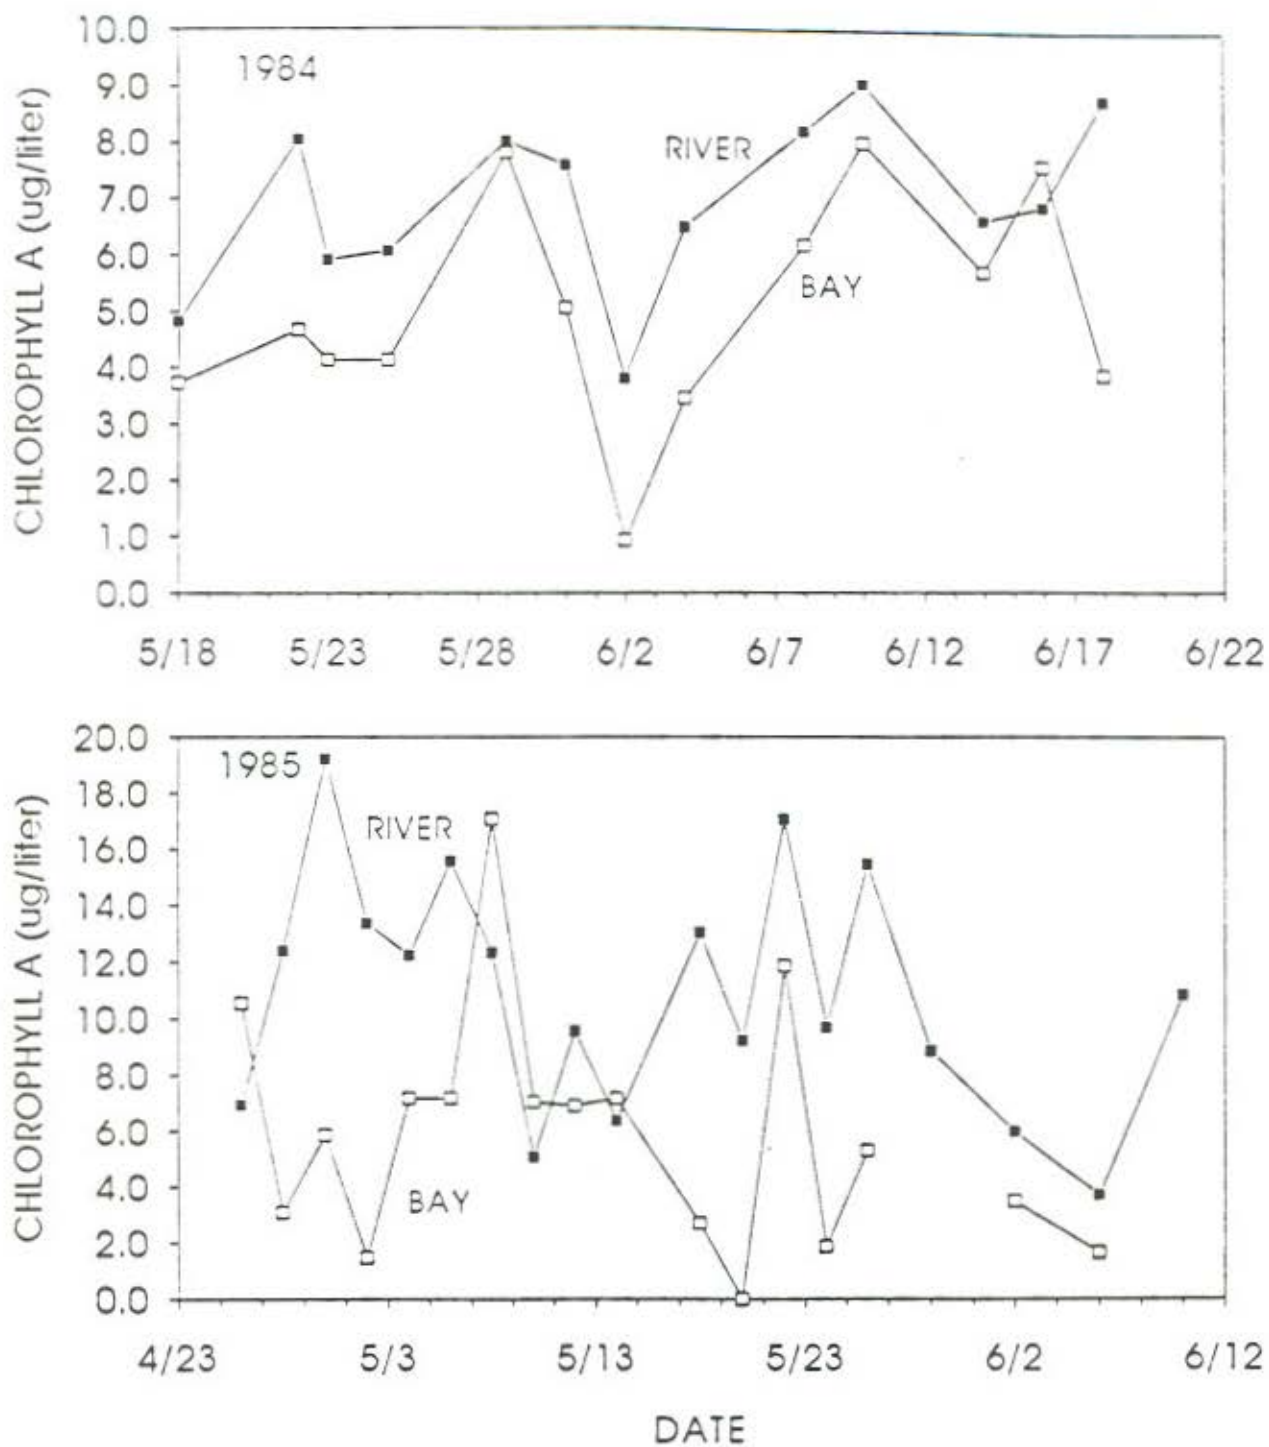 10.0
1984
9.0
8.0
RIVER
7.0
6.0
BAY
5.0
4.0
3.0
2.0
1.0
0.0
CHLOROPHYLL A (ug/liter)
5/18 5/23 5/28 6/2 6/7 6/12 6/17 6/22
20.0
1985
18.0
RIVER
16.0
14.0
12.0
10.0
8.0
6.0
4.0
BAY
2.0
0.0
CHLOROPHYLL A (ug/liter)
4/23 5/3 5/13 5/23 6/2 6/12
DATE